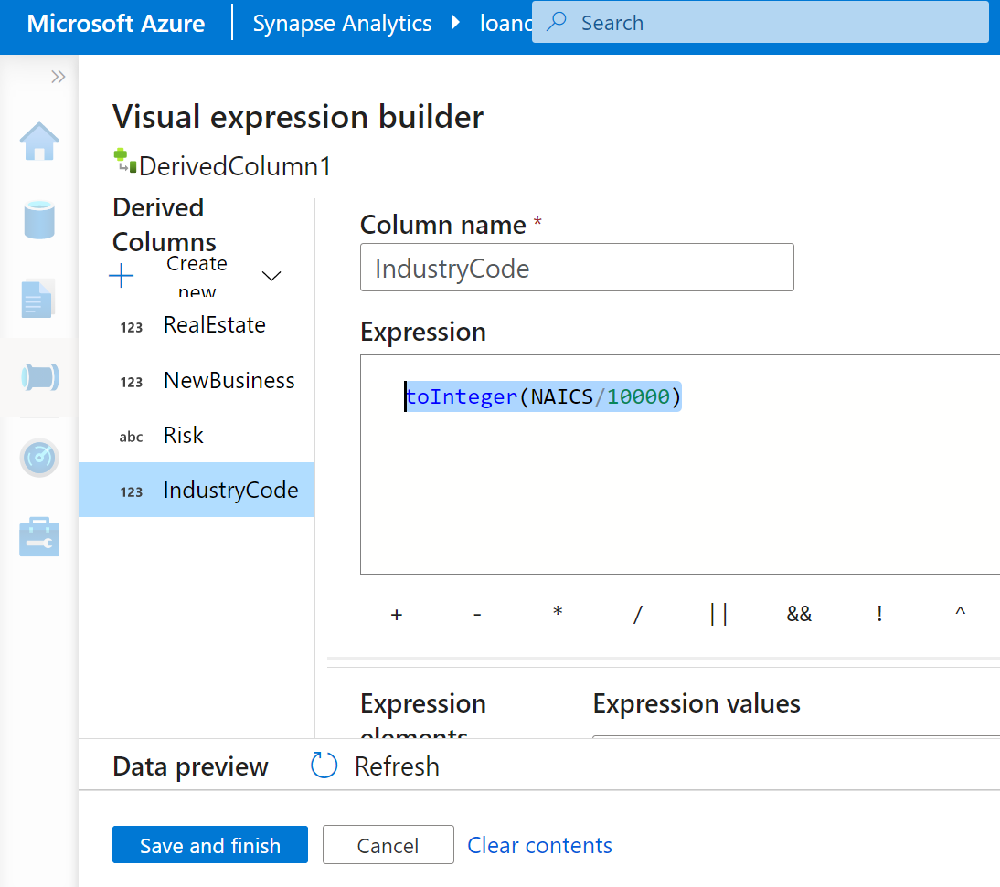 Microsoft Azure
Synapse Analytics
Search
Visual expression builder
DerivedColumn1
Derived
Columns
Create
new
123 RealEstate
123 NewBusiness
abc Risk
123 IndustryCode
Column name *
IndustryCode
Expression
toInteger(NAICS/10000)
+ - * / || && ! ^
Expression
elements
Expression values
Data preview
Refresh
Save and finish
Cancel
Clear contents